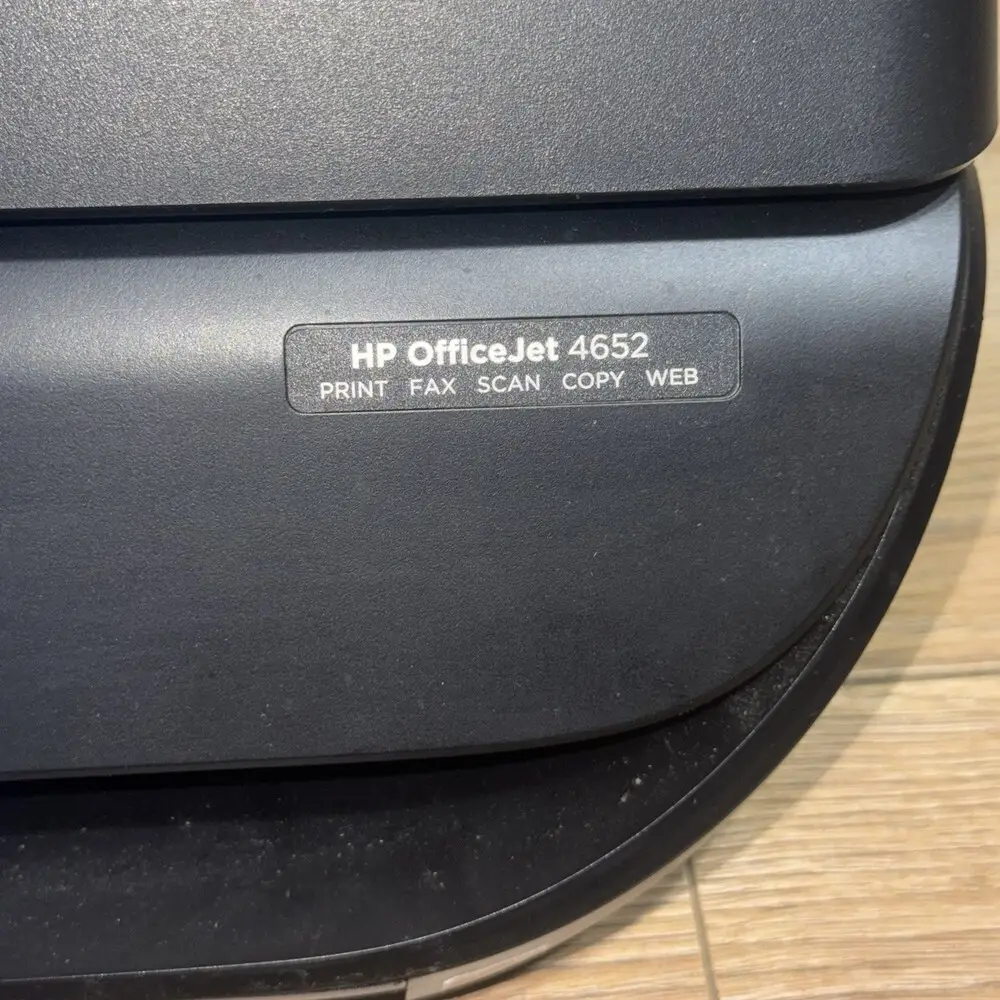 HP OfficeJet 4652
PRINT FAX SCAN COPY WEB